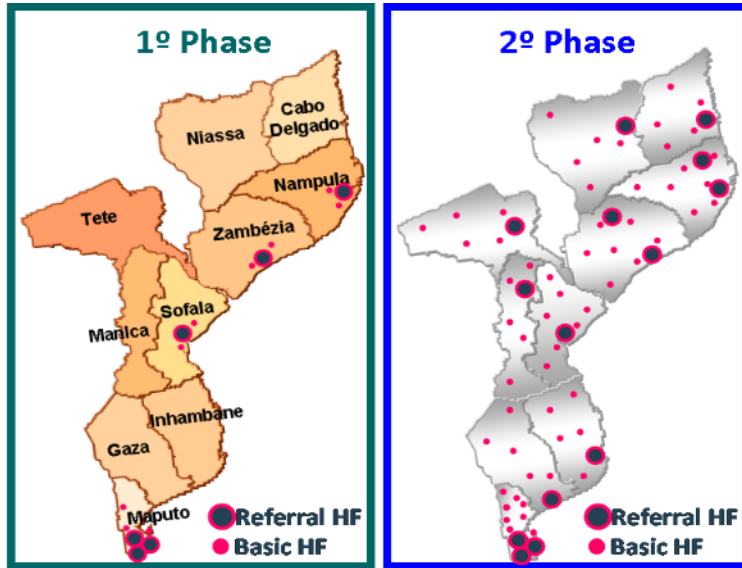 1º Phase
Cabo
Delgado
Niassa
Nampula
Tete
Zambézia
Sofala
Manica
Inhambane
Gaza
Maputo
Referral HF
Basic HF
2º Phase
Referral HF
Basic HF